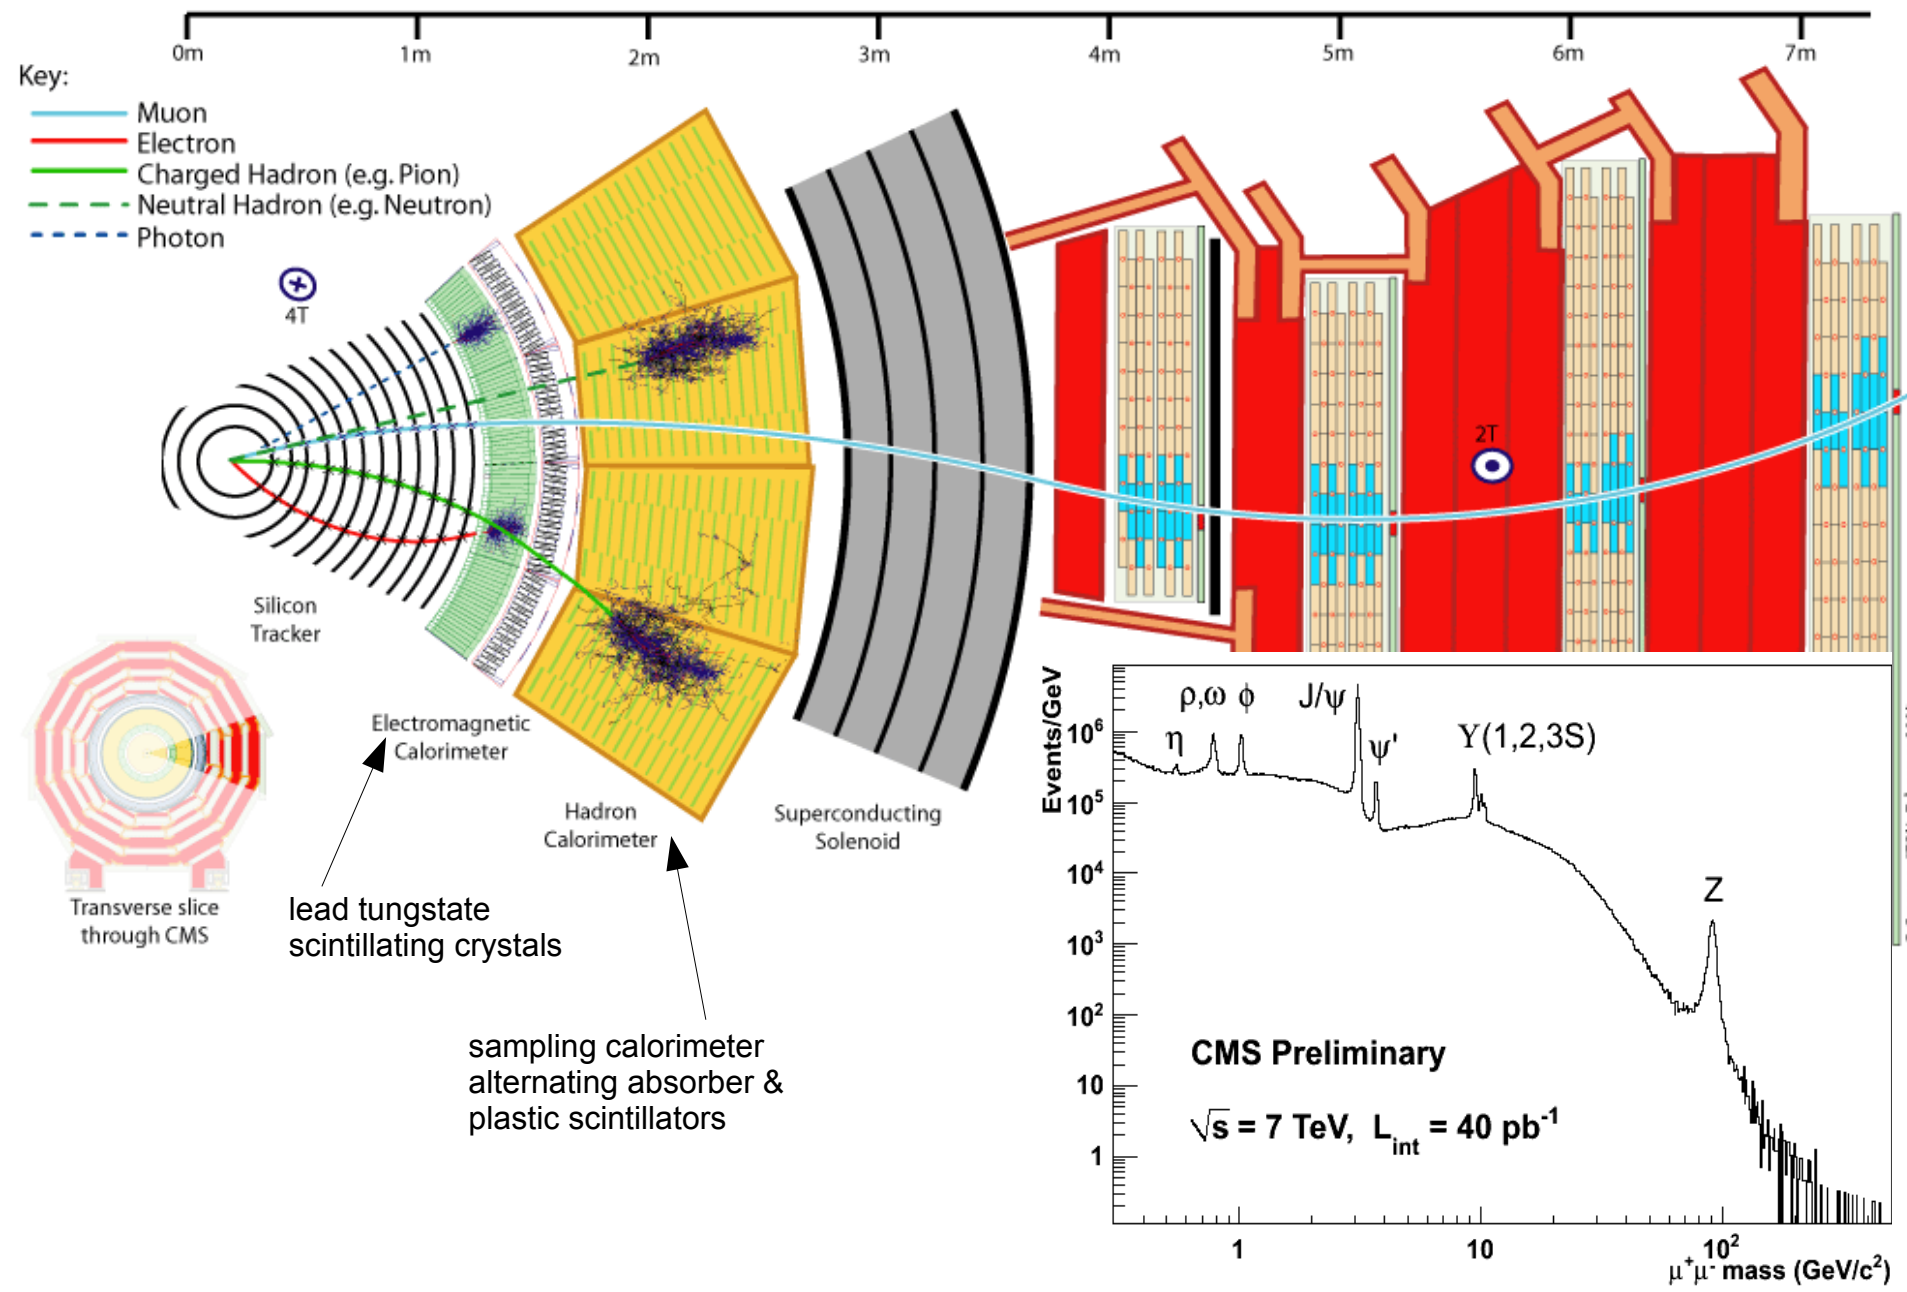 0m 1m 2m 3m 4m 5m 6m 7m
Key:
Muon
Electron
Charged Hadron (e.g. Pion)
Neutral Hadron (e.g. Neutron)
Photon
4T
2T
Silicon
Tracker
Electromagnetic
Calorimeter
Hadron
Calorimeter
Superconducting
Solenoid
Transverse slice
through CMS
lead tungstate
scintillating crystals
sampling calorimeter
alternating absorber &
plastic scintillators
Events/GeV
10⁶
10⁵
10⁴
10³
10²
10
1
η
ρ,ω
ϕ
J/ψ
ψ'
Υ(1,2,3S)
Z
CMS Preliminary
√s = 7 TeV, L_int = 40 pb⁻¹
1 10 10²
μ⁺μ⁻ mass (GeV/c²)